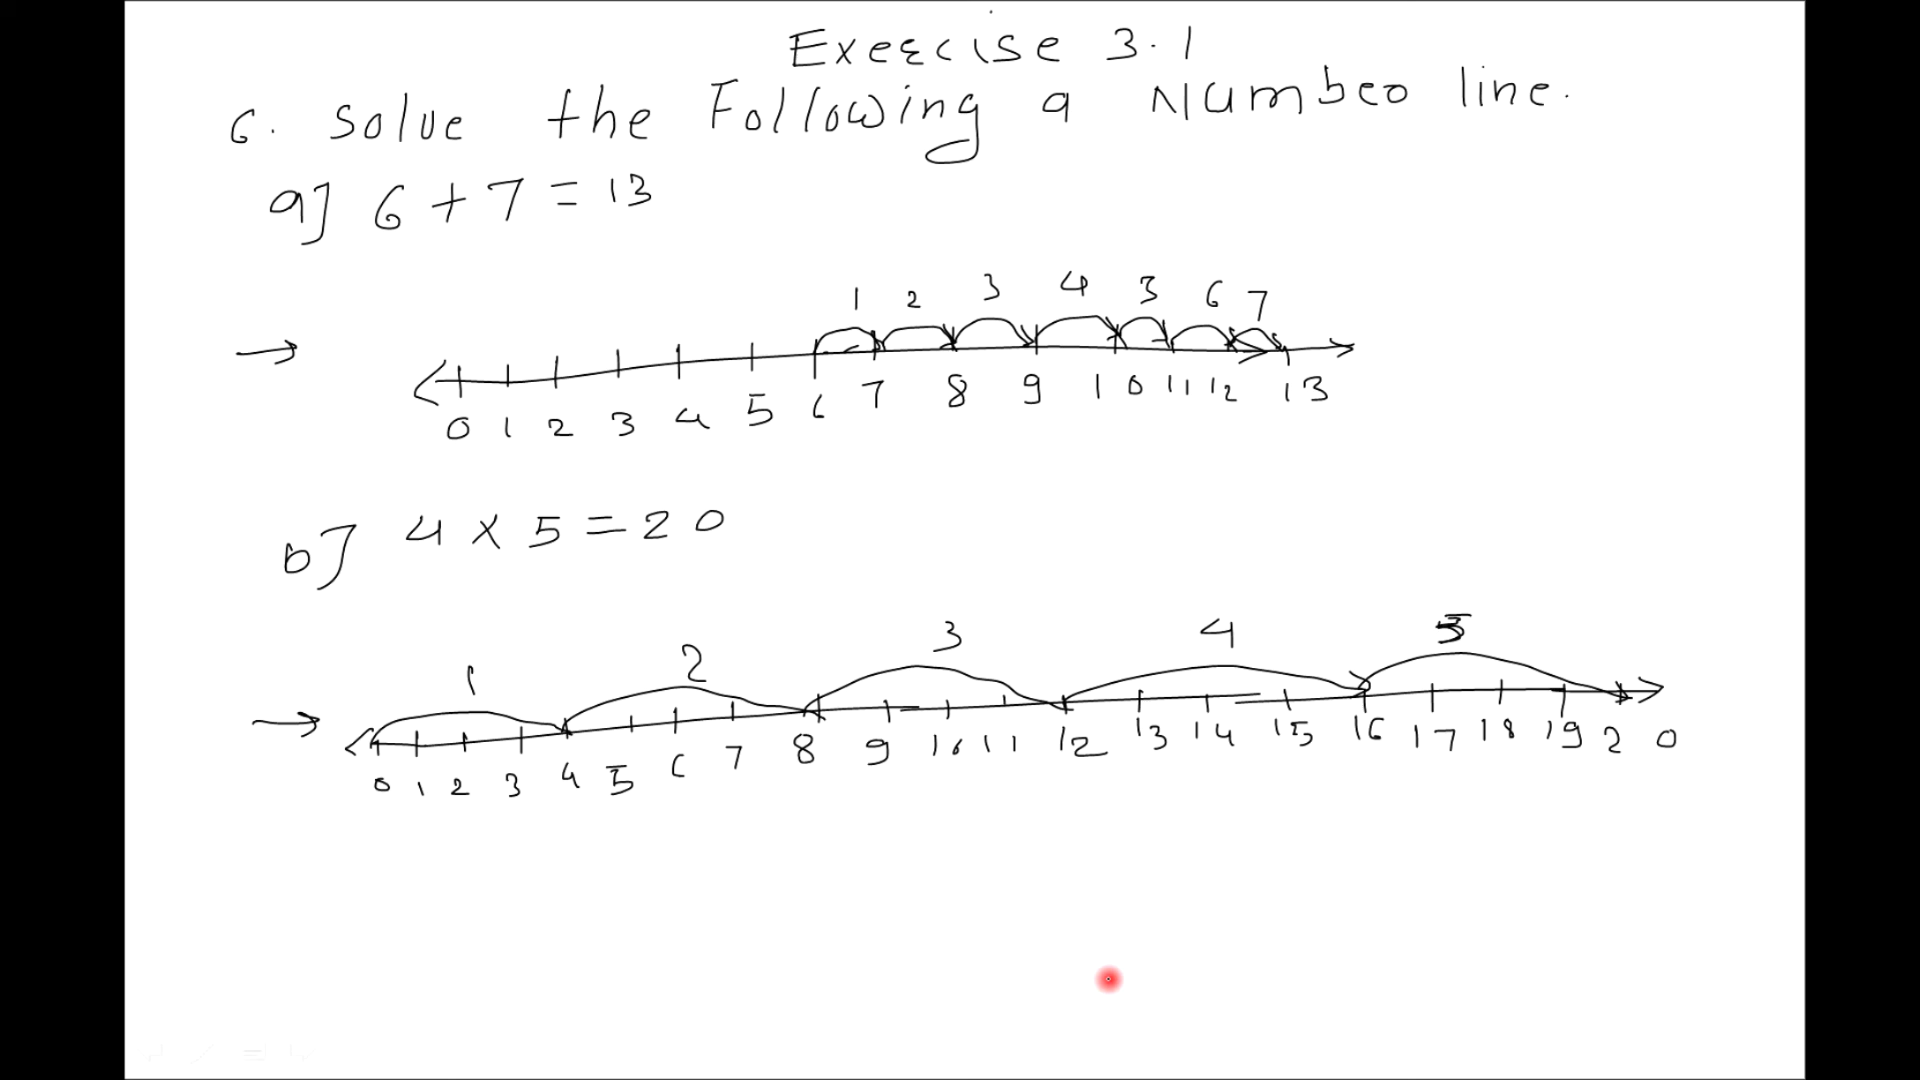 Exercise 3.1
6. Solve the Following a Number line.
a] 6 + 7 = 13
1 2 3 4 5 6 7
→
0 1 2 3 4 5 6 7 8 9 10 11 12 13
b] 4 x 5 = 20
1 2 3 4 5
→
0 1 2 3 4 5 6 7 8 9 10 11 12 13 14 15 16 17 18 19 20